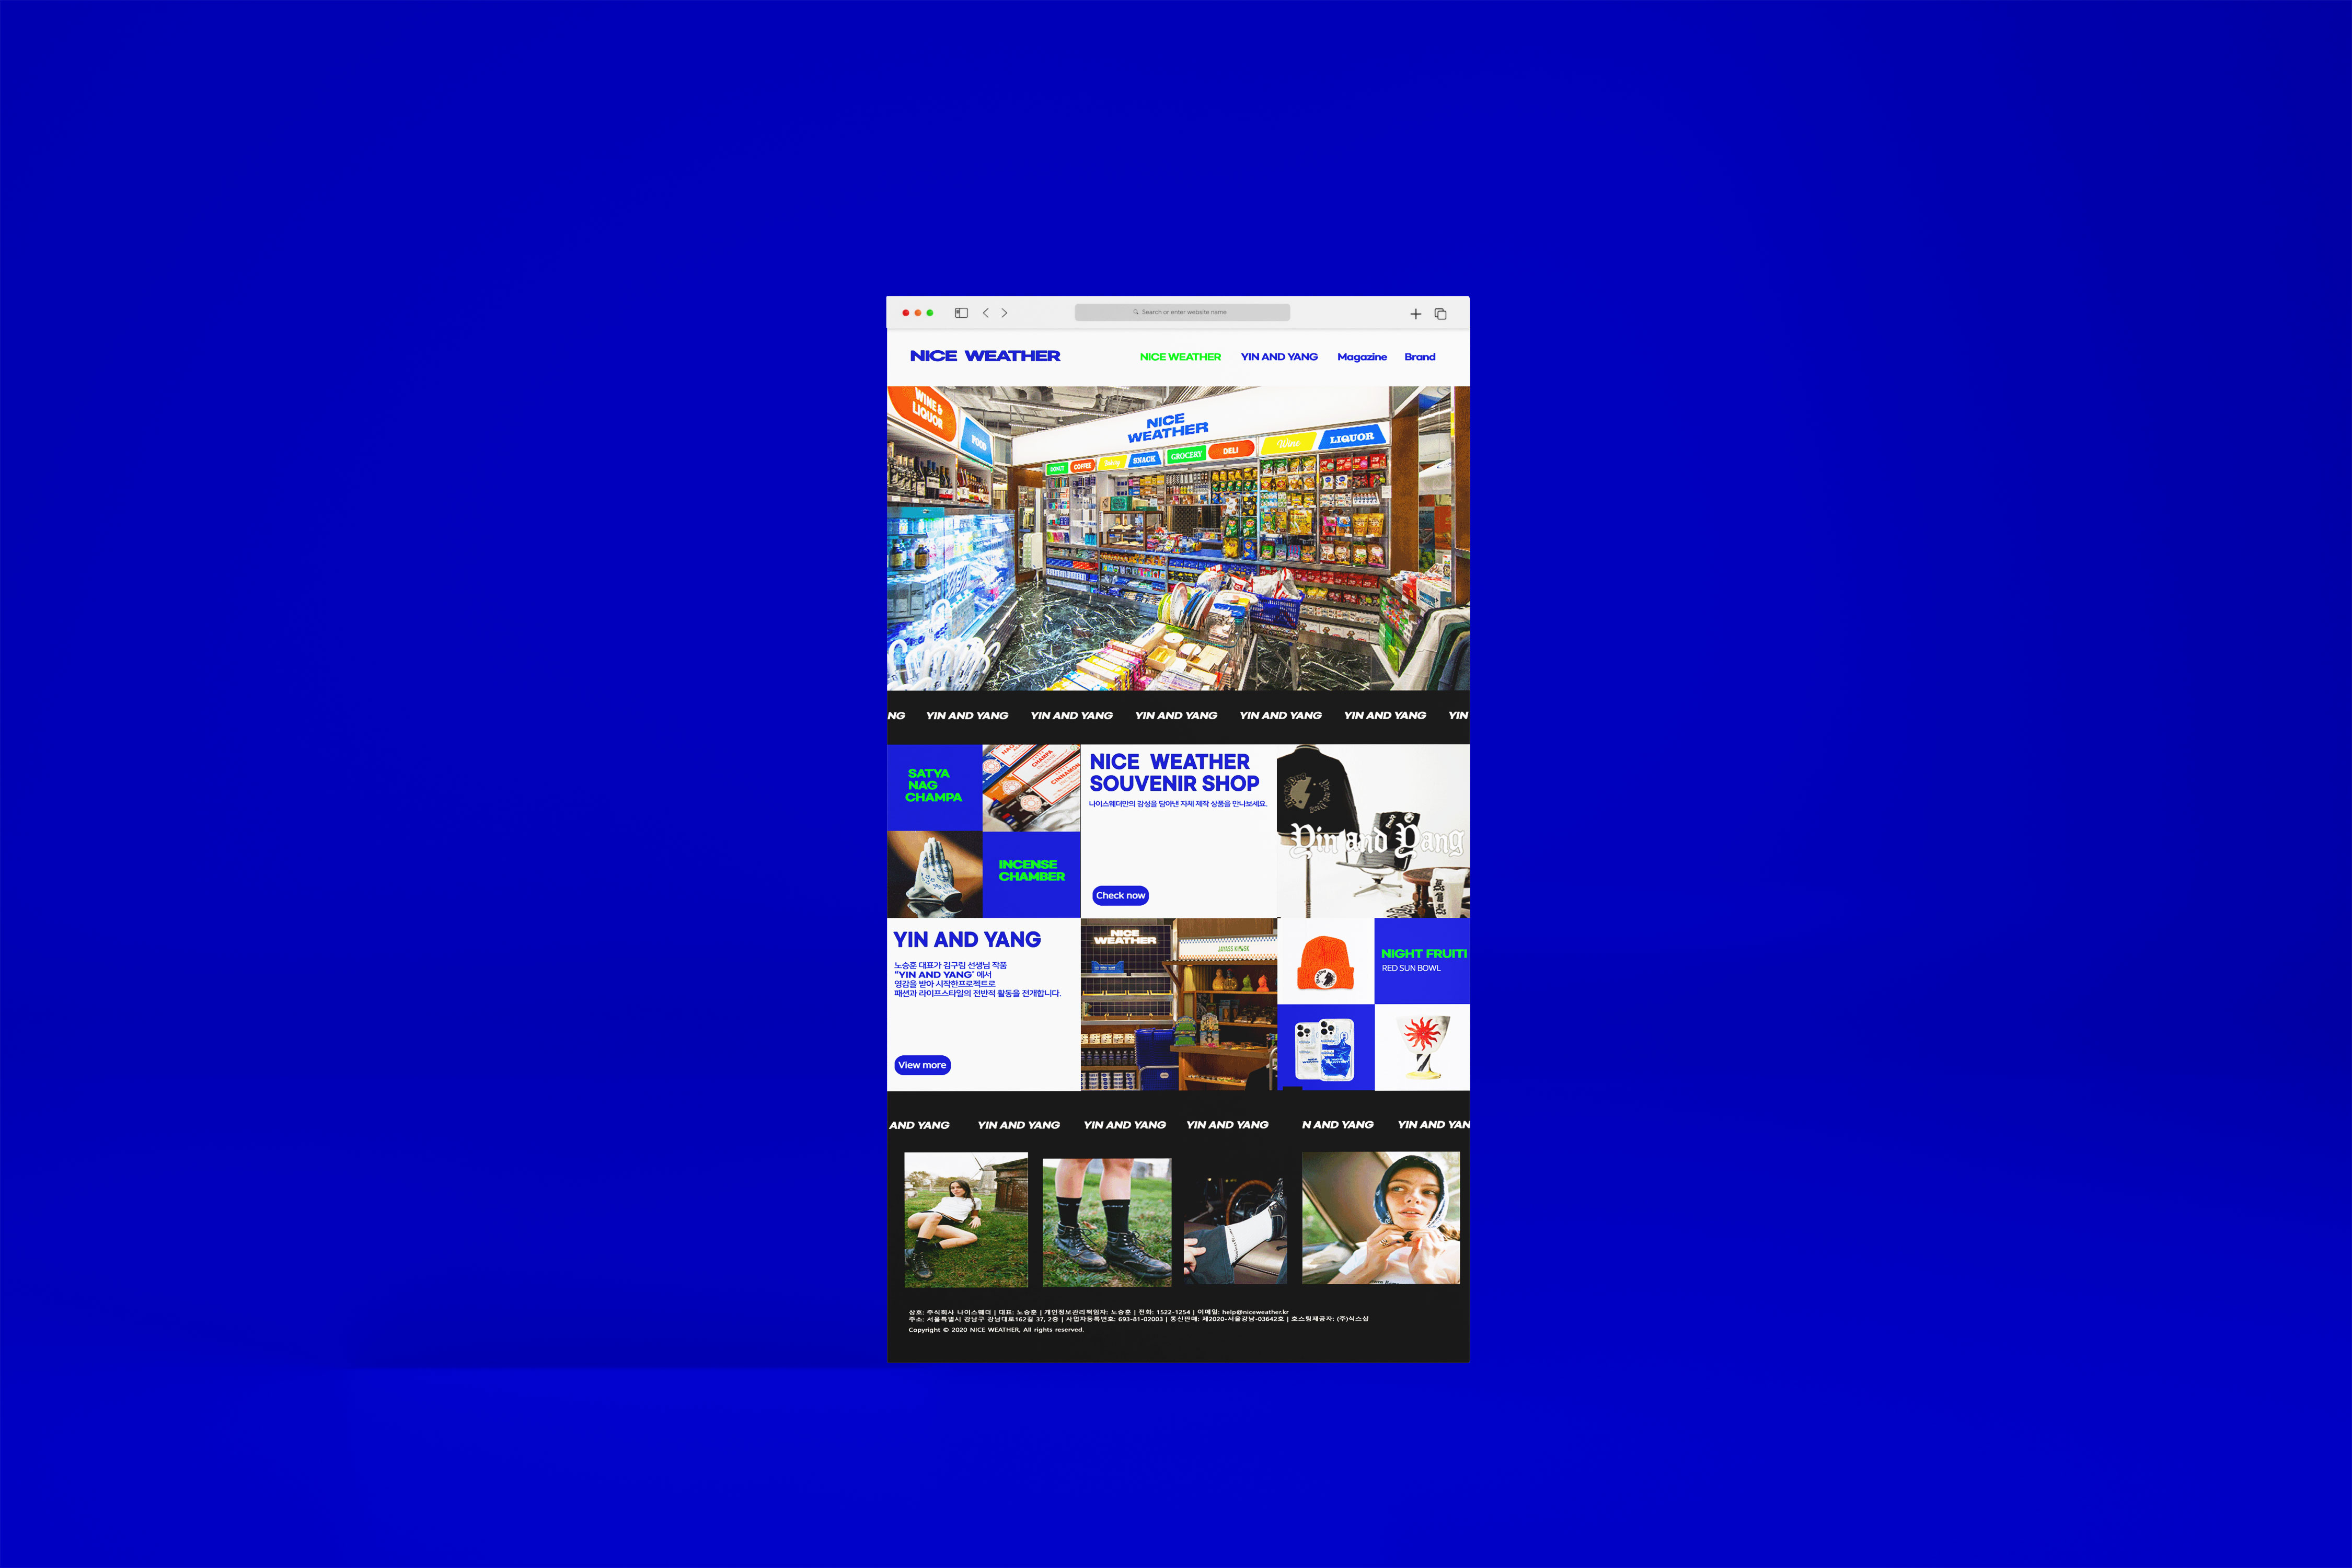 Search or enter website name
NICE WEATHER
NICE WEATHER YIN AND YANG Magazine Brand
WINE &
LIQUOR
FOOD
NICE
WEATHER
DONUT COFFEE Bakery SNACK GROCERY DELI Wine LIQUOR
NG YIN AND YANG YIN AND YANG YIN AND YANG YIN AND YANG YIN AND YANG YIN
SATYA
NAG
CHAMPA
CHAMPA
CINNAMON
INCENSE
CHAMBER
NICE WEATHER
SOUVENIR SHOP
나이스웨더만의 감성을 담아낸 자체 제작 상품을 만나보세요.
Check now
Yin and Yang
YIN AND YANG
노승훈 대표가 김구림 선생님 작품
“YIN AND YANG” 에서
영감을 받아 시작한프로젝트로
패션과 라이프스타일의 전반적 활동을 전개합니다.
View more
NICE
WEATHER
NIGHT FRUITI
RED SUN BOWL
AND YANG YIN AND YANG YIN AND YANG YIN AND YANG N AND YANG YIN AND YAN
상호: 주식회사 나이스웨더 | 대표: 노승훈 | 개인정보관리책임자: 노승훈 | 전화: 1522-1254 | 이메일: help@niceweather.kr
주소: 서울특별시 강남구 강남대로162길 37, 2층 | 사업자등록번호: 693-81-02003 | 통신판매: 제2020-서울강남-03642호 | 호스팅제공자: (주)식스샵
Copyright © 2020 NICE WEATHER, All rights reserved.